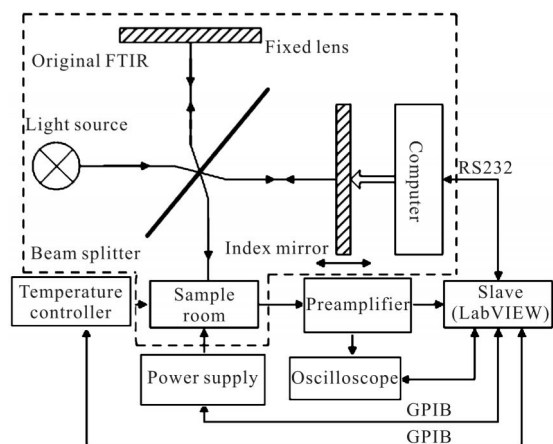 Original FTIR
Fixed lens
Light source
Computer
RS232
Beam splitter
Index mirror
Temperature
controller
Sample
room
Preamplifier
Slave
(LabVIEW)
Power supply
Oscilloscope
GPIB
GPIB